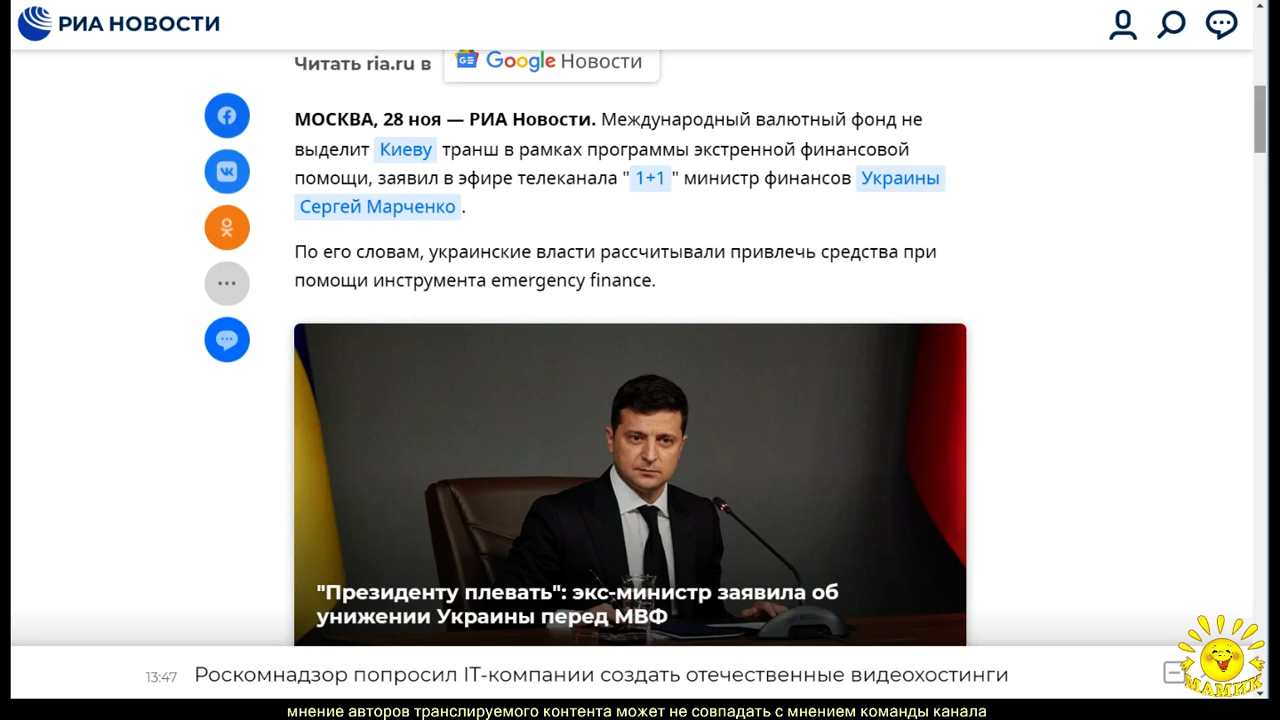 РИА НОВОСТИ
Читать ria.ru в
GE Google Новости
МОСКВА, 28 ноя — РИА Новости. Международный валютный фонд не
выделит Киеву транш в рамках программы экстренной финансовой
помощи, заявил в эфире телеканала "1+1" министр финансов Украины
Сергей Марченко.
По его словам, украинские власти рассчитывали привлечь средства при
помощи инструмента emergency finance.
"Президенту плевать": экс-министр заявила об
унижении Украины перед МВФ
13:47 Роскомнадзор попросил IT-компании создать отечественные видеохостинги
МАМИК
мнение авторов транслируемого контента может не совпадать с мнением команды канала